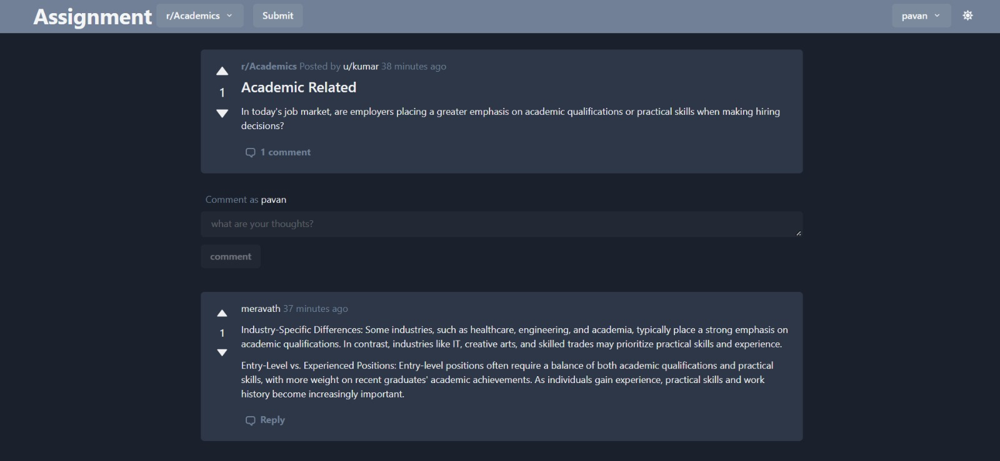 Assignment r/Academics Submit pavan
r/Academics Posted by u/kumar 38 minutes ago
Academic Related
1
In today's job market, are employers placing a greater emphasis on academic qualifications or practical skills when making hiring
decisions?
1 comment
Comment as pavan
what are your thoughts?
comment
meravath 37 minutes ago
1
Industry-Specific Differences: Some industries, such as healthcare, engineering, and academia, typically place a strong emphasis on
academic qualifications. In contrast, industries like IT, creative arts, and skilled trades may prioritize practical skills and experience.
Entry-Level vs. Experienced Positions: Entry-level positions often require a balance of both academic qualifications and practical
skills, with more weight on recent graduates' academic achievements. As individuals gain experience, practical skills and work
history become increasingly important.
Reply